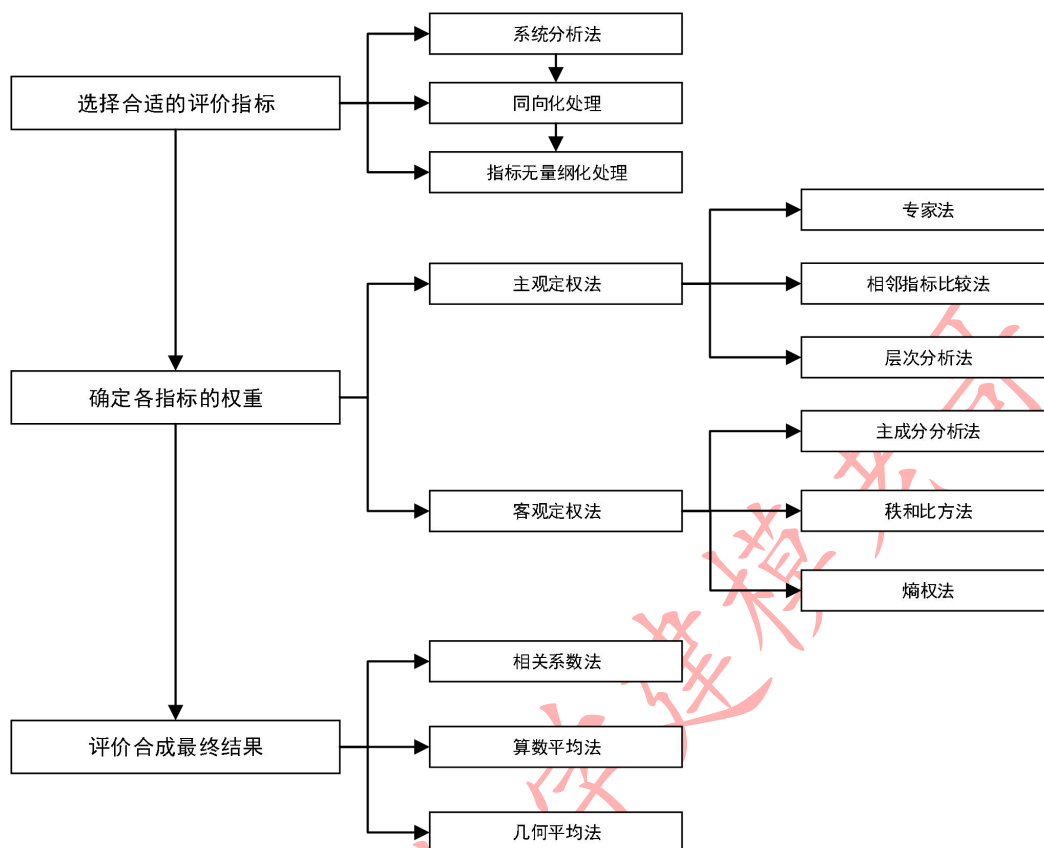 系统分析法
选择合适的评价指标
同向化处理
指标无量纲化处理
专家法
主观定权法
相邻指标比较法
层次分析法
确定各指标的权重
主成分分析法
客观定权法
秩和比方法
熵权法
相关系数法
评价合成最终结果
算数平均法
几何平均法
学建模